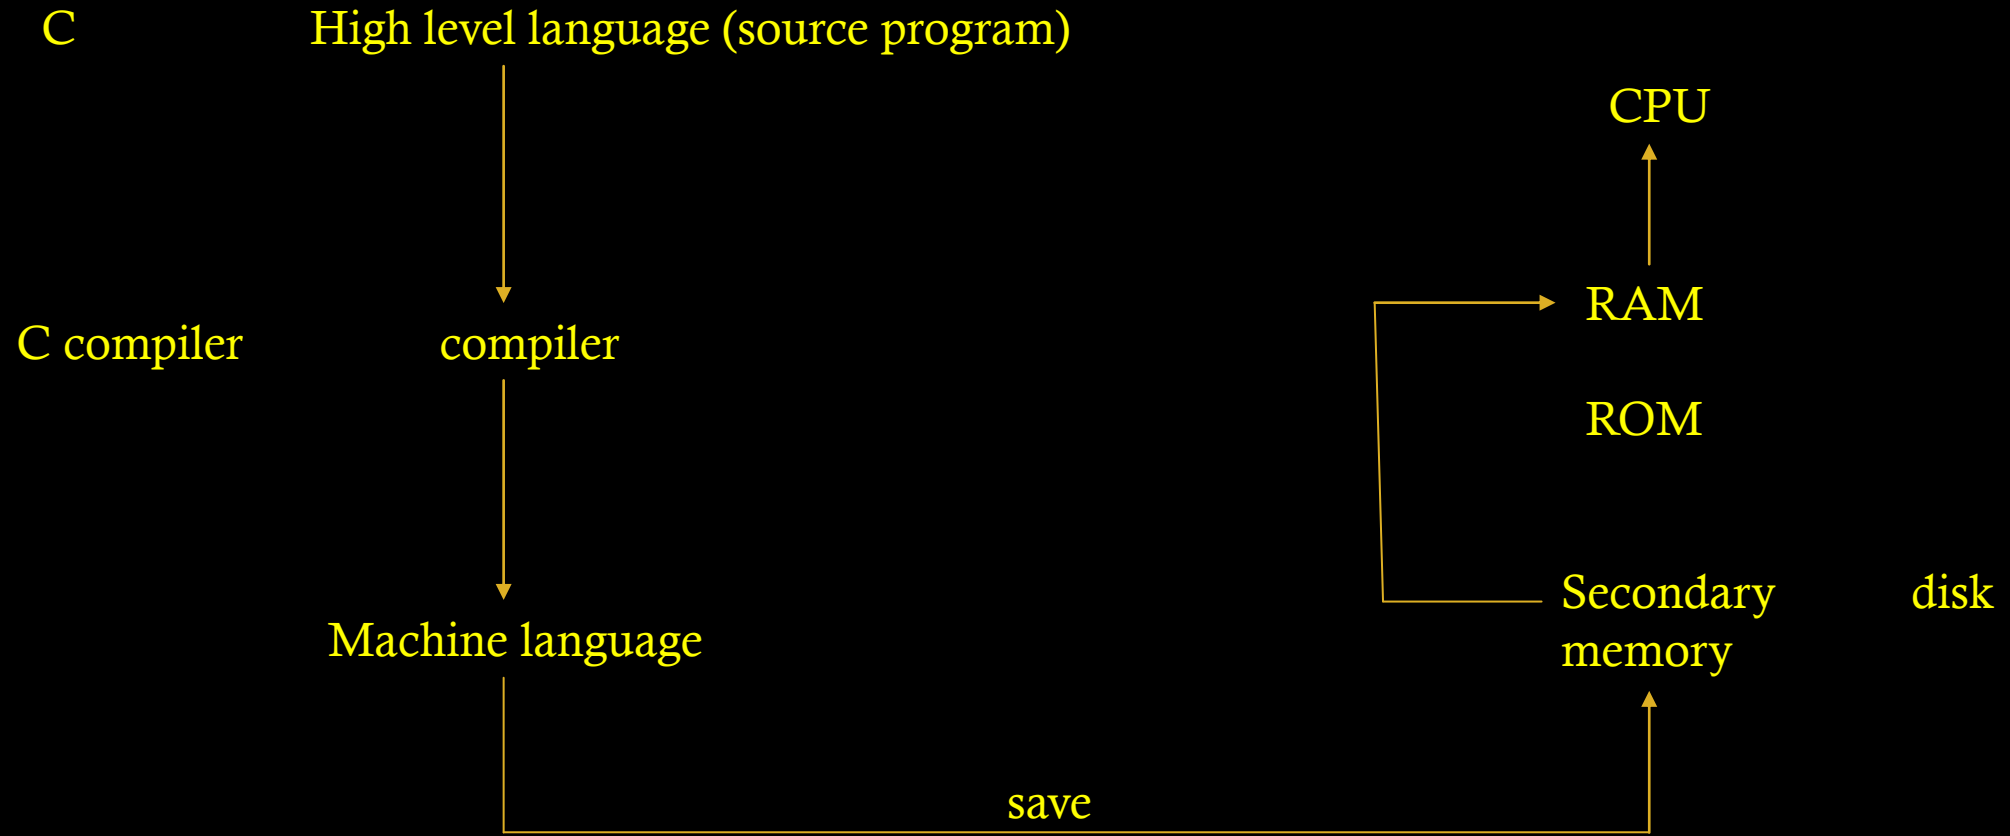 C
High level language (source program)
CPU
RAM
C compiler
compiler
ROM
Secondary
memory
disk
Machine language
save